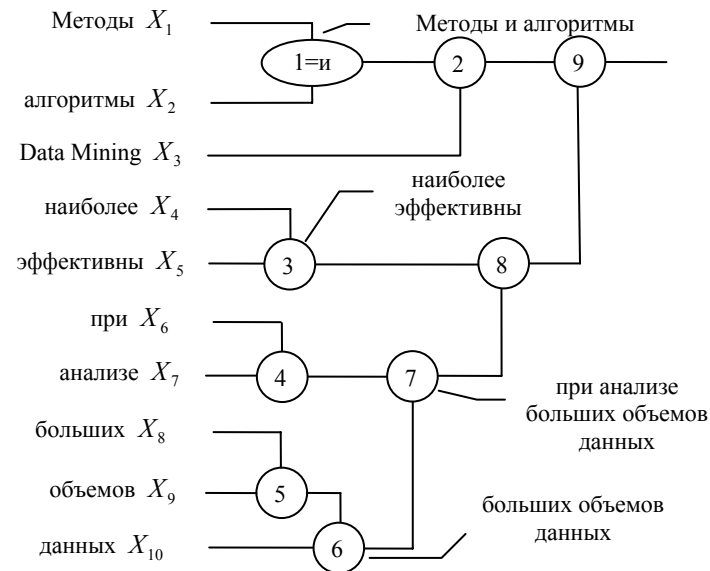 Методы X₁
Методы и алгоритмы
1=и
2
9
алгоритмы X₂
Data Mining X₃
наиболее
эффективны
наиболее X₄
эффективны X₅
3
8
при X₆
анализе X₇
4
7
при анализе
больших объемов
данных
больших X₈
объемов X₉
5
больших объемов
данных
данных X₁₀
6